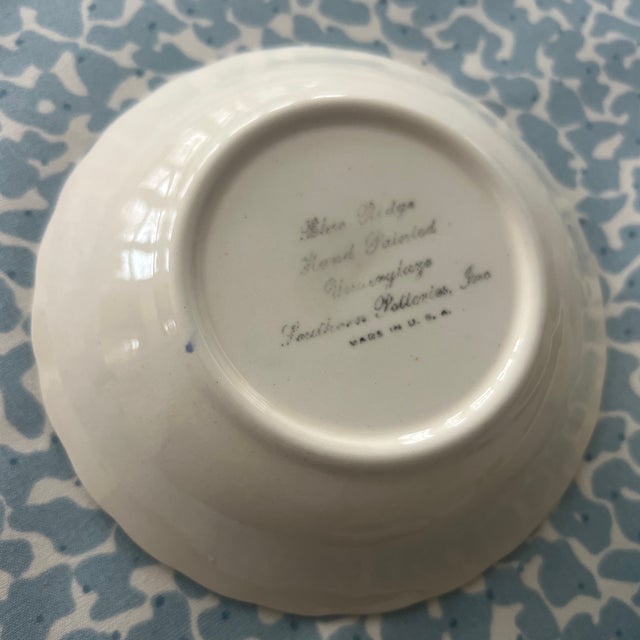 Blue Ridge
Hand Painted
Underglaze
Southern Potteries, Inc.
MADE IN U.S.A.